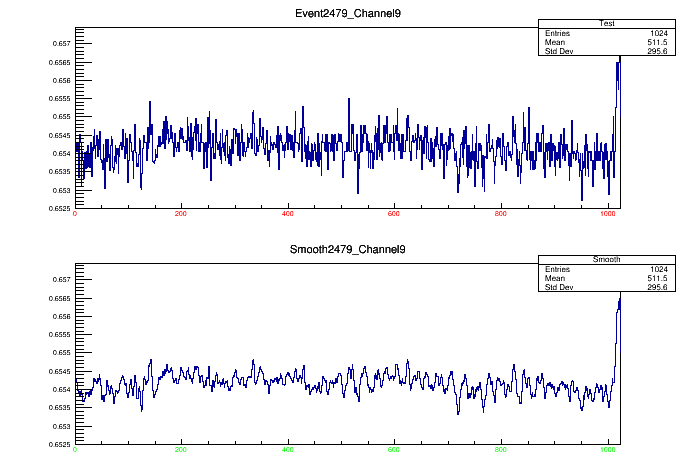 Event2479_Channel9
Test
Entries 1024
Mean 511.5
Std Dev 295.6
0.657
0.6565
0.656
0.6555
0.655
0.6545
0.654
0.6535
0.653
0.6525
0 200 400 600 800 1000
Smooth2479_Channel9
Smooth
Entries 1024
Mean 511.5
Std Dev 295.6
0.657
0.6565
0.656
0.6555
0.655
0.6545
0.654
0.6535
0.653
0.6525
0 200 400 600 800 1000